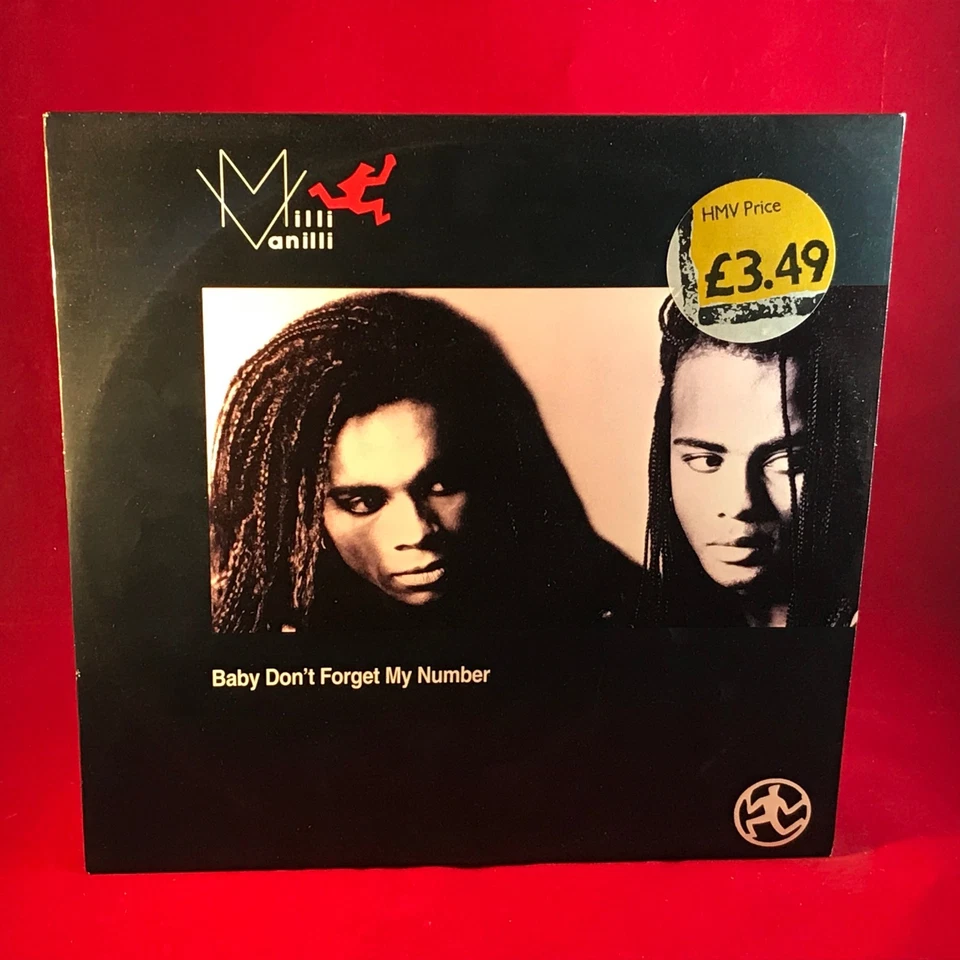 Milli
Vanilli
HMV Price
£3.49
Baby Don't Forget My Number